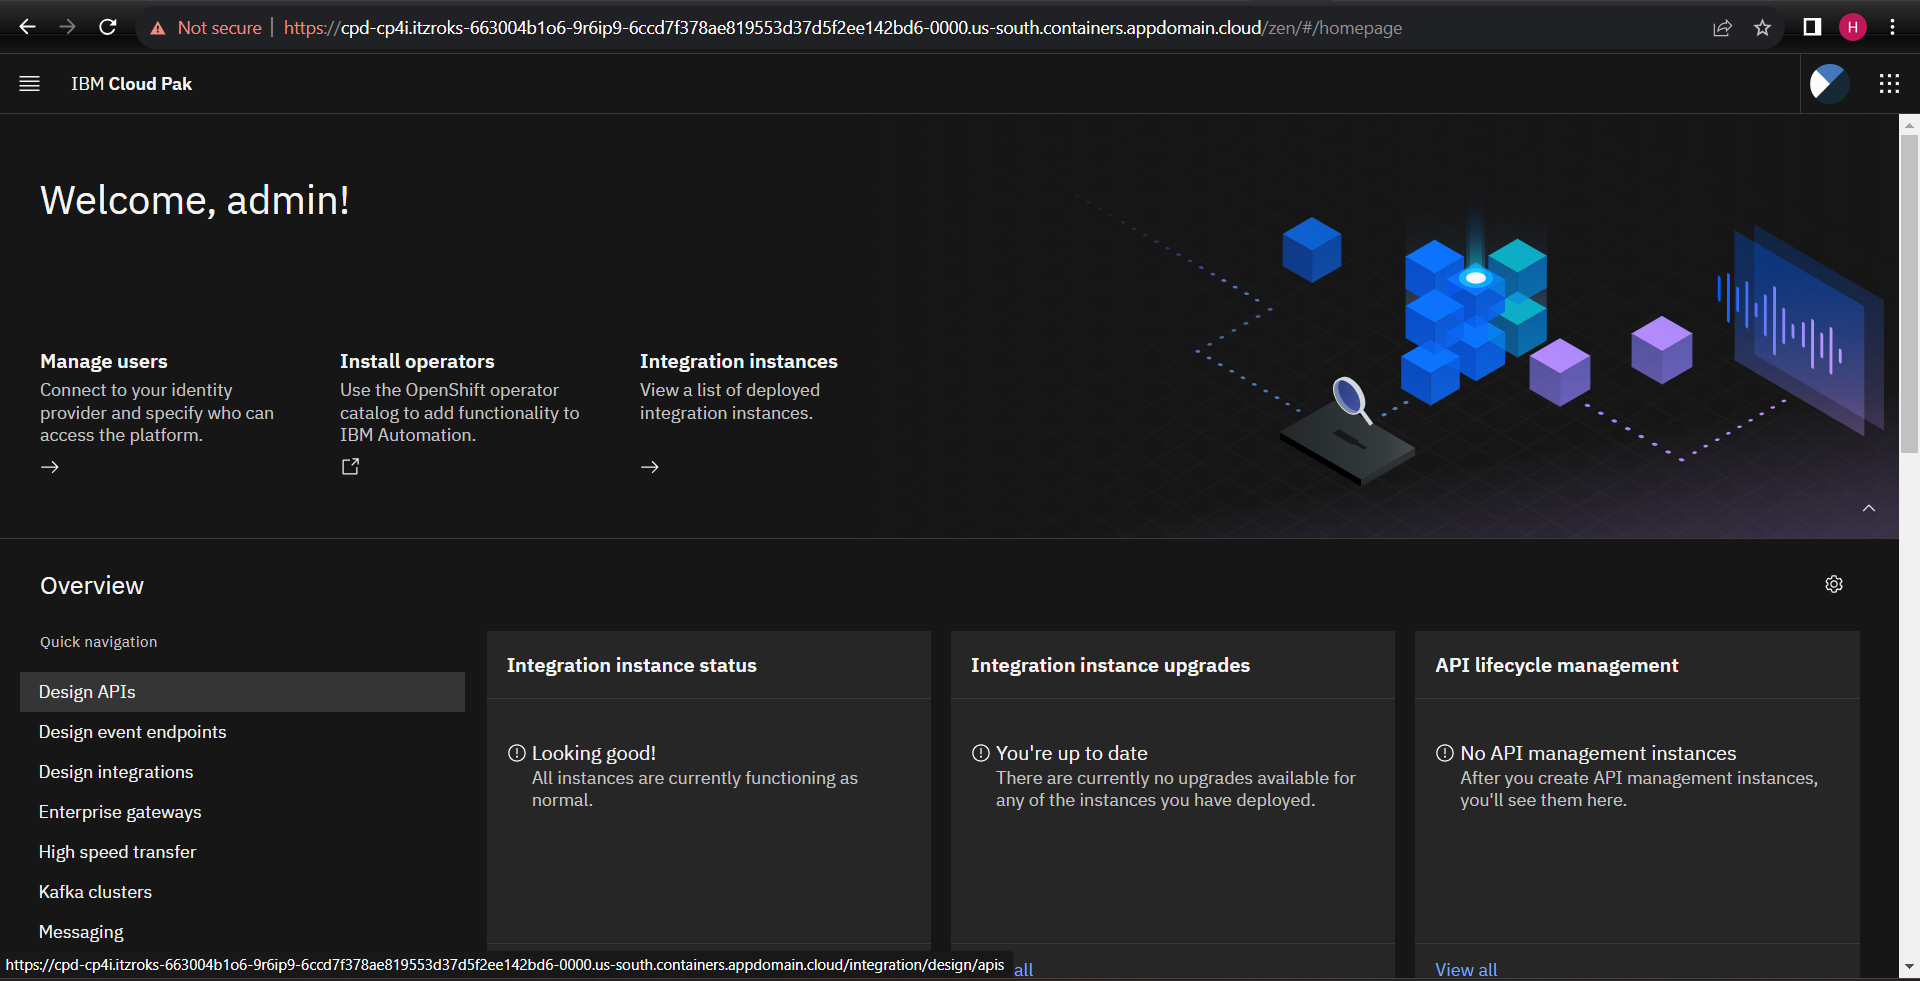 Not secure | https://cpd-cp4i.itzroks-663004b1o6-9r6ip9-6ccd7f378ae819553d37d5f2ee142bd6-0000.us-south.containers.appdomain.cloud/zen/#/homepage
H
IBM Cloud Pak
Welcome, admin!
Manage users
Connect to your identity
provider and specify who can
access the platform.
Install operators
Use the OpenShift operator
catalog to add functionality to
IBM Automation.
Integration instances
View a list of deployed
integration instances.
Overview
Quick navigation
Design APIs
Design event endpoints
Design integrations
Enterprise gateways
High speed transfer
Kafka clusters
Messaging
Integration instance status
Looking good!
All instances are currently functioning as
normal.
Integration instance upgrades
You're up to date
There are currently no upgrades available for
any of the instances you have deployed.
all
API lifecycle management
No API management instances
After you create API management instances,
you'll see them here.
View all
https://cpd-cp4i.itzroks-663004b1o6-9r6ip9-6ccd7f378ae819553d37d5f2ee142bd6-0000.us-south.containers.appdomain.cloud/integration/design/apis